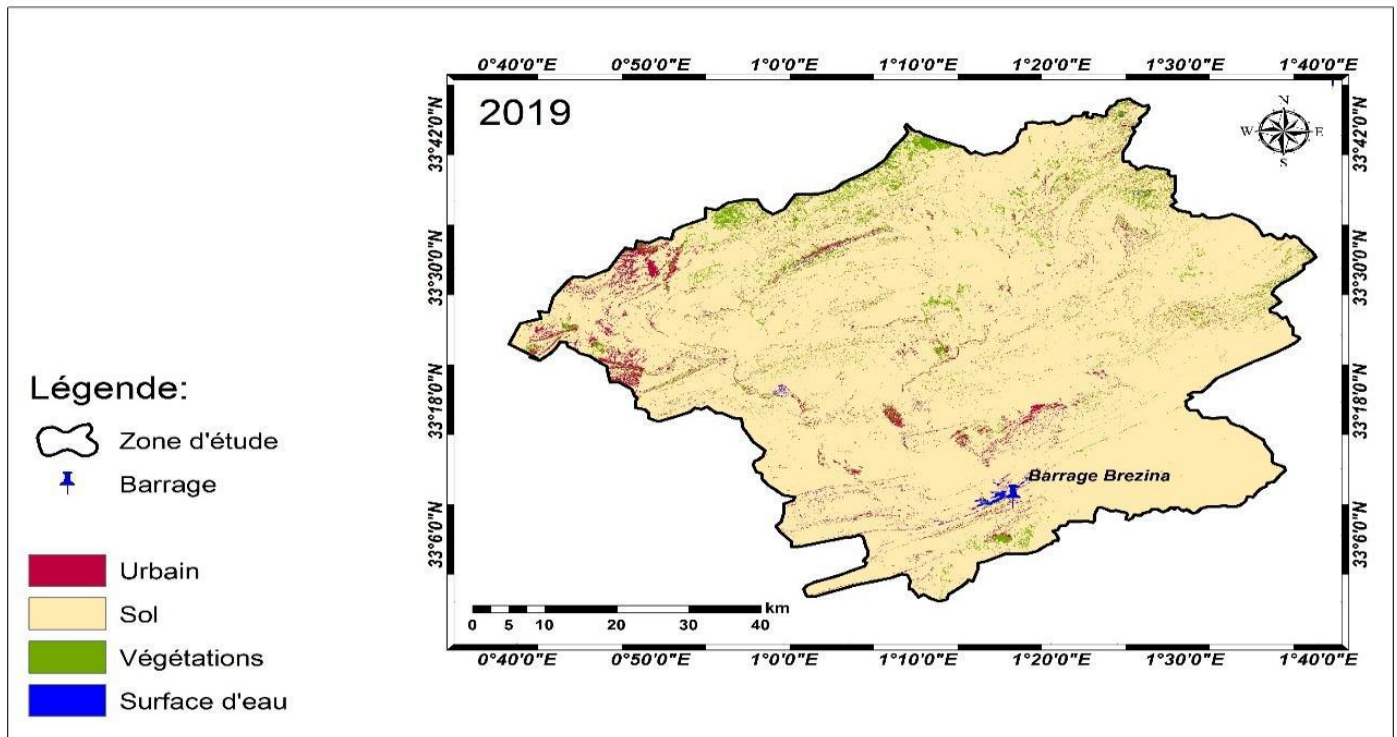 0°40'0"E 0°50'0"E 1°0'0"E 1°10'0"E 1°20'0"E 1°30'0"E 1°40'0"E
2019
N
W E
S
33°42'0"N 33°42'0"N
33°30'0"N 33°30'0"N
33°18'0"N 33°18'0"N
33°6'0"N 33°6'0"N
Barrage Brezina
km
0 5 10 20 30 40
0°40'0"E 0°50'0"E 1°0'0"E 1°10'0"E 1°20'0"E 1°30'0"E 1°40'0"E
Légende:
Zone d'étude
Barrage
Urbain
Sol
Végétations
Surface d'eau